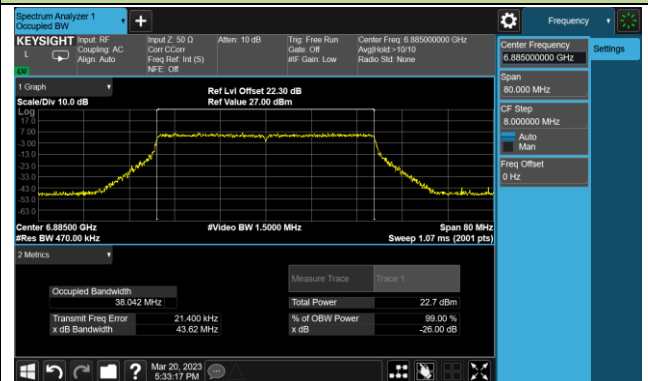 Spectrum Analyzer 1
Occupied BW
Frequency
KEYSIGHT
Input: RF
Coupling: AC
Align: Auto
Input Z: 50 Ω
Corr CCorr
Freq Ref: Int (S)
NFE: Off
Atten: 10 dB
Trig: Free Run
Gate: Off
#IF Gain: Low
Center Freq: 6.885000000 GHz
Avg|Hold:>10/10
Radio Std: None
L
Center Frequency
6.885000000 GHz
Settings
Span
80.000 MHz
CF Step
8.000000 MHz
Auto
Man
Freq Offset
0 Hz
1 Graph
Scale/Div 10.0 dB
Ref Lvl Offset 22.30 dB
Ref Value 27.00 dBm
Log
17.0
7.00
-3.00
-13.0
-23.0
-33.0
-43.0
-53.0
-63.0
Center 6.88500 GHz
#Video BW 1.5000 MHz
Span 80 MHz
#Res BW 470.00 kHz
Sweep 1.07 ms (2001 pts)
2 Metrics
Measure Trace
Trace 1
Occupied Bandwidth
38.042 MHz
Total Power
22.7 dBm
Transmit Freq Error
21.400 kHz
% of OBW Power
99.00 %
x dB Bandwidth
43.62 MHz
x dB
-26.00 dB
Mar 20, 2023
5:33:17 PM